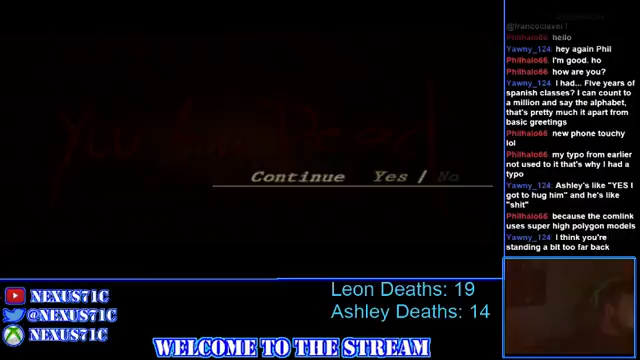 You Are Dead
Continue Yes / No
@francoclave11
Philhalo66: hello
Yawny_124: hey again Phil
Philhalo66: I'm good. ho
Philhalo66: how are you?
Yawny_124: I had... Five years of
spanish classes? I can count to
a million and say the alphabet,
that's pretty much it apart from
basic greetings
Philhalo66: new phone touchy
lol
Philhalo66: my typo from earlier
not used to it that's why I had a
typo
Yawny_124: Ashley's like "YES I
got to hug him" and he's like
"shit"
Philhalo66: because the comlink
uses super high polygon models
Yawny_124: I think you're
standing a bit too far back
Leon Deaths: 19
Ashley Deaths: 14
NEXUS71C
@NEXUS71C
NEXUS71C
WELCOME TO THE STREAM